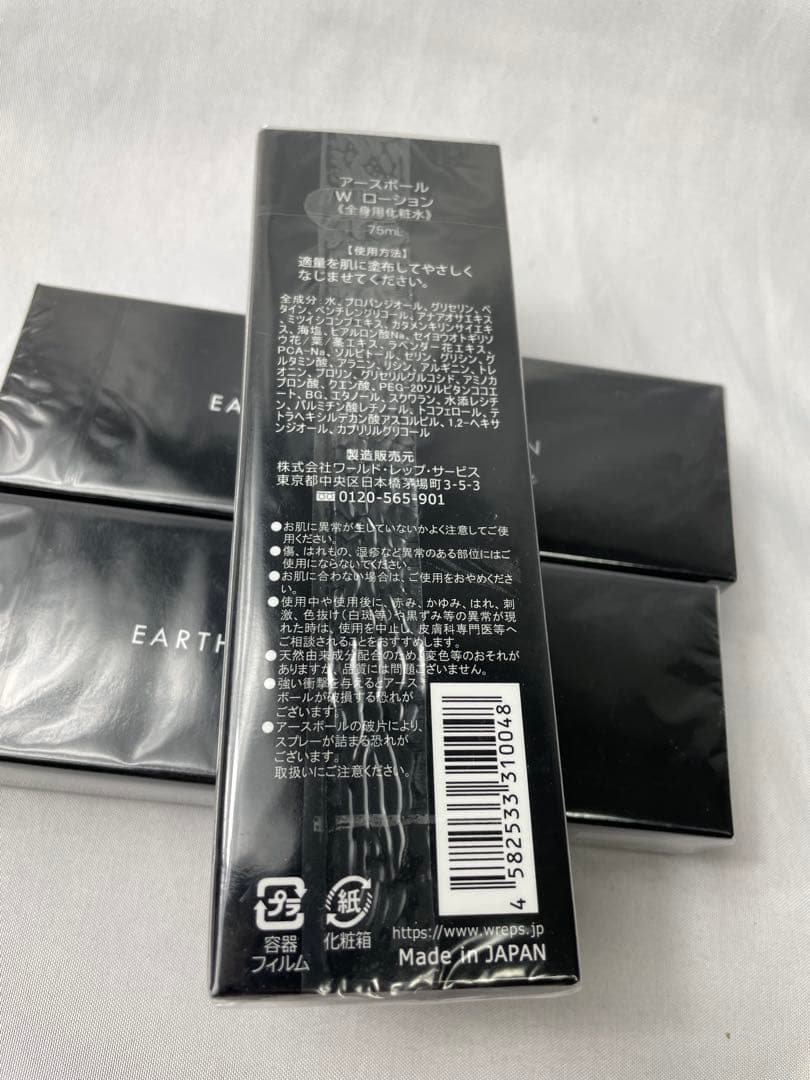 アースボール
W ローション
《全身用化粧水》
75mL
【使用方法】
適量を肌に塗布してやさしく
なじませてください。
全成分:水、プロパンジオール、グリセリン、ベ
タイン、ペンチレングリコール、アナアオサエキス
、ミツイシコンブエキス、カタメンキリンサイエキ
ス、海塩、ヒアルロン酸Na、セイヨウオトギリソ
ウ花/葉/茎エキス、ラベンダー花エキス、
PCA-Na、ソルビトール、セリン、グリシン、グ
ルタミン酸、アラニン、リシン、アルギニン、トレ
オニン、プロリン、グリセリルグルコシド、アミノカ
プロン酸、クエン酸、PEG-20ソルビタンココエ
ート、BG、エタノール、スクワラン、水添レシチ
ン、パルミチン酸レチノール、トコフェロール、テ
トラヘキシルデカン酸アスコルビル、1,2-ヘキサ
ンジオール、カプリリルグリコール
製造販売元
株式会社ワールド・レップ・サービス
東京都中央区日本橋茅場町3-5-3
0120-565-901
●お肌に異常が生じていないかよく注意してご使
用ください。
●傷、はれもの、湿疹など異常のある部位にはご
使用にならないでください。
●お肌に合わない場合は、ご使用をおやめくださ
い。
●使用中や使用後に、赤み、かゆみ、はれ、刺
激、色抜け(白斑等)や黒ずみ等の異常が現
れた時は、使用を中止し、皮膚科専門医等へ
ご相談されることをおすすめします。
●天然由来成分配合のため、変色等のおそれが
ありますが、品質には問題ございません。
●強い衝撃を与えるとアース
ボールが破損する恐れが
ございます。
●アースボールの破片により、
スプレーが詰まる恐れが
ございます。
取扱いにご注意ください。
4 582533 310048
プラ
容器
フィルム
紙
化粧箱
https://www.wreps.jp
Made in JAPAN
EA
N
EARTH